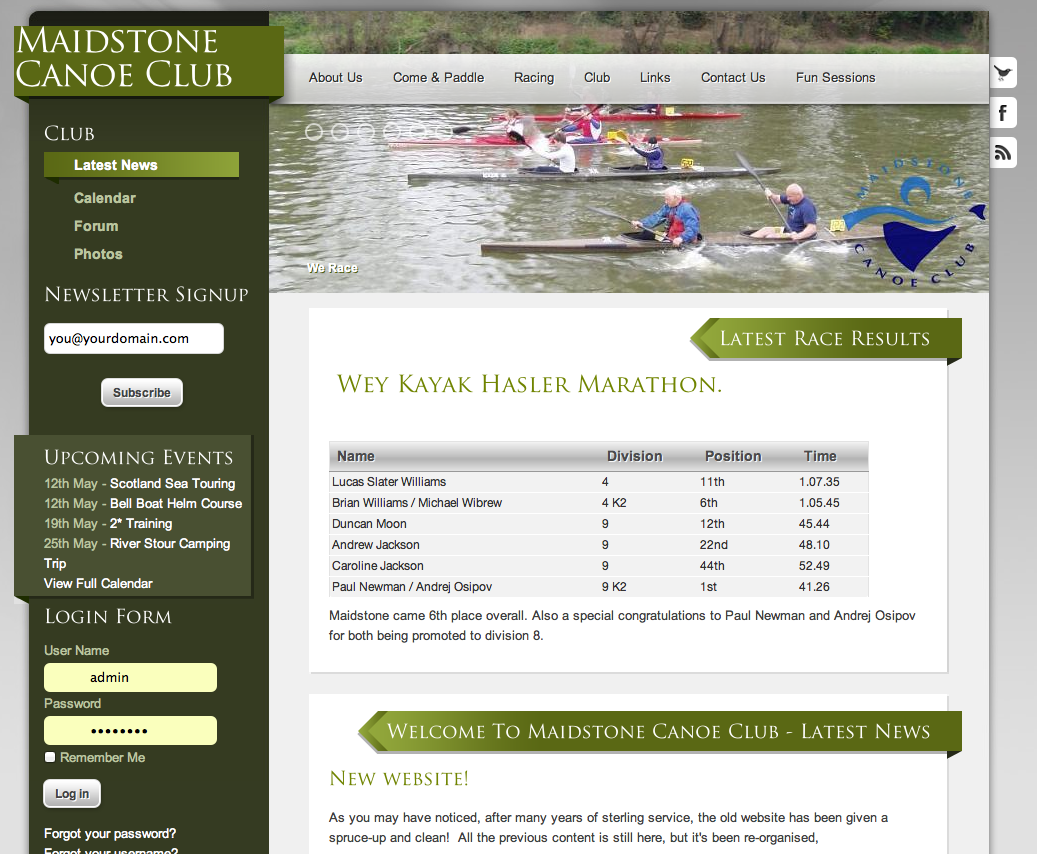 MAIDSTONE
CANOE CLUB
About Us Come & Paddle Racing Club Links Contact Us Fun Sessions
We Race
MAIDSTONE
CANOE CLUB
CLUB
Latest News
Calendar
Forum
Photos
NEWSLETTER SIGNUP
you@yourdomain.com
Subscribe
UPCOMING EVENTS
12th May - Scotland Sea Touring
12th May - Bell Boat Helm Course
19th May - 2* Training
25th May - River Stour Camping
Trip
View Full Calendar
LOGIN FORM
User Name
admin
Password
••••••••
Remember Me
Log in
Forgot your password?
Forgot your username?
LATEST RACE RESULTS
WEY KAYAK HASLER MARATHON.
Name Division Position Time
Lucas Slater Williams 4 11th 1.07.35
Brian Williams / Michael Wibrew 4 K2 6th 1.05.45
Duncan Moon 9 12th 45.44
Andrew Jackson 9 22nd 48.10
Caroline Jackson 9 44th 52.49
Paul Newman / Andrej Osipov 9 K2 1st 41.26
Maidstone came 6th place overall. Also a special congratulations to Paul Newman and Andrej Osipov
for both being promoted to division 8.
WELCOME TO MAIDSTONE CANOE CLUB - LATEST NEWS
NEW WEBSITE!
As you may have noticed, after many years of sterling service, the old website has been given a
spruce-up and clean! All the previous content is still here, but it's been re-organised,